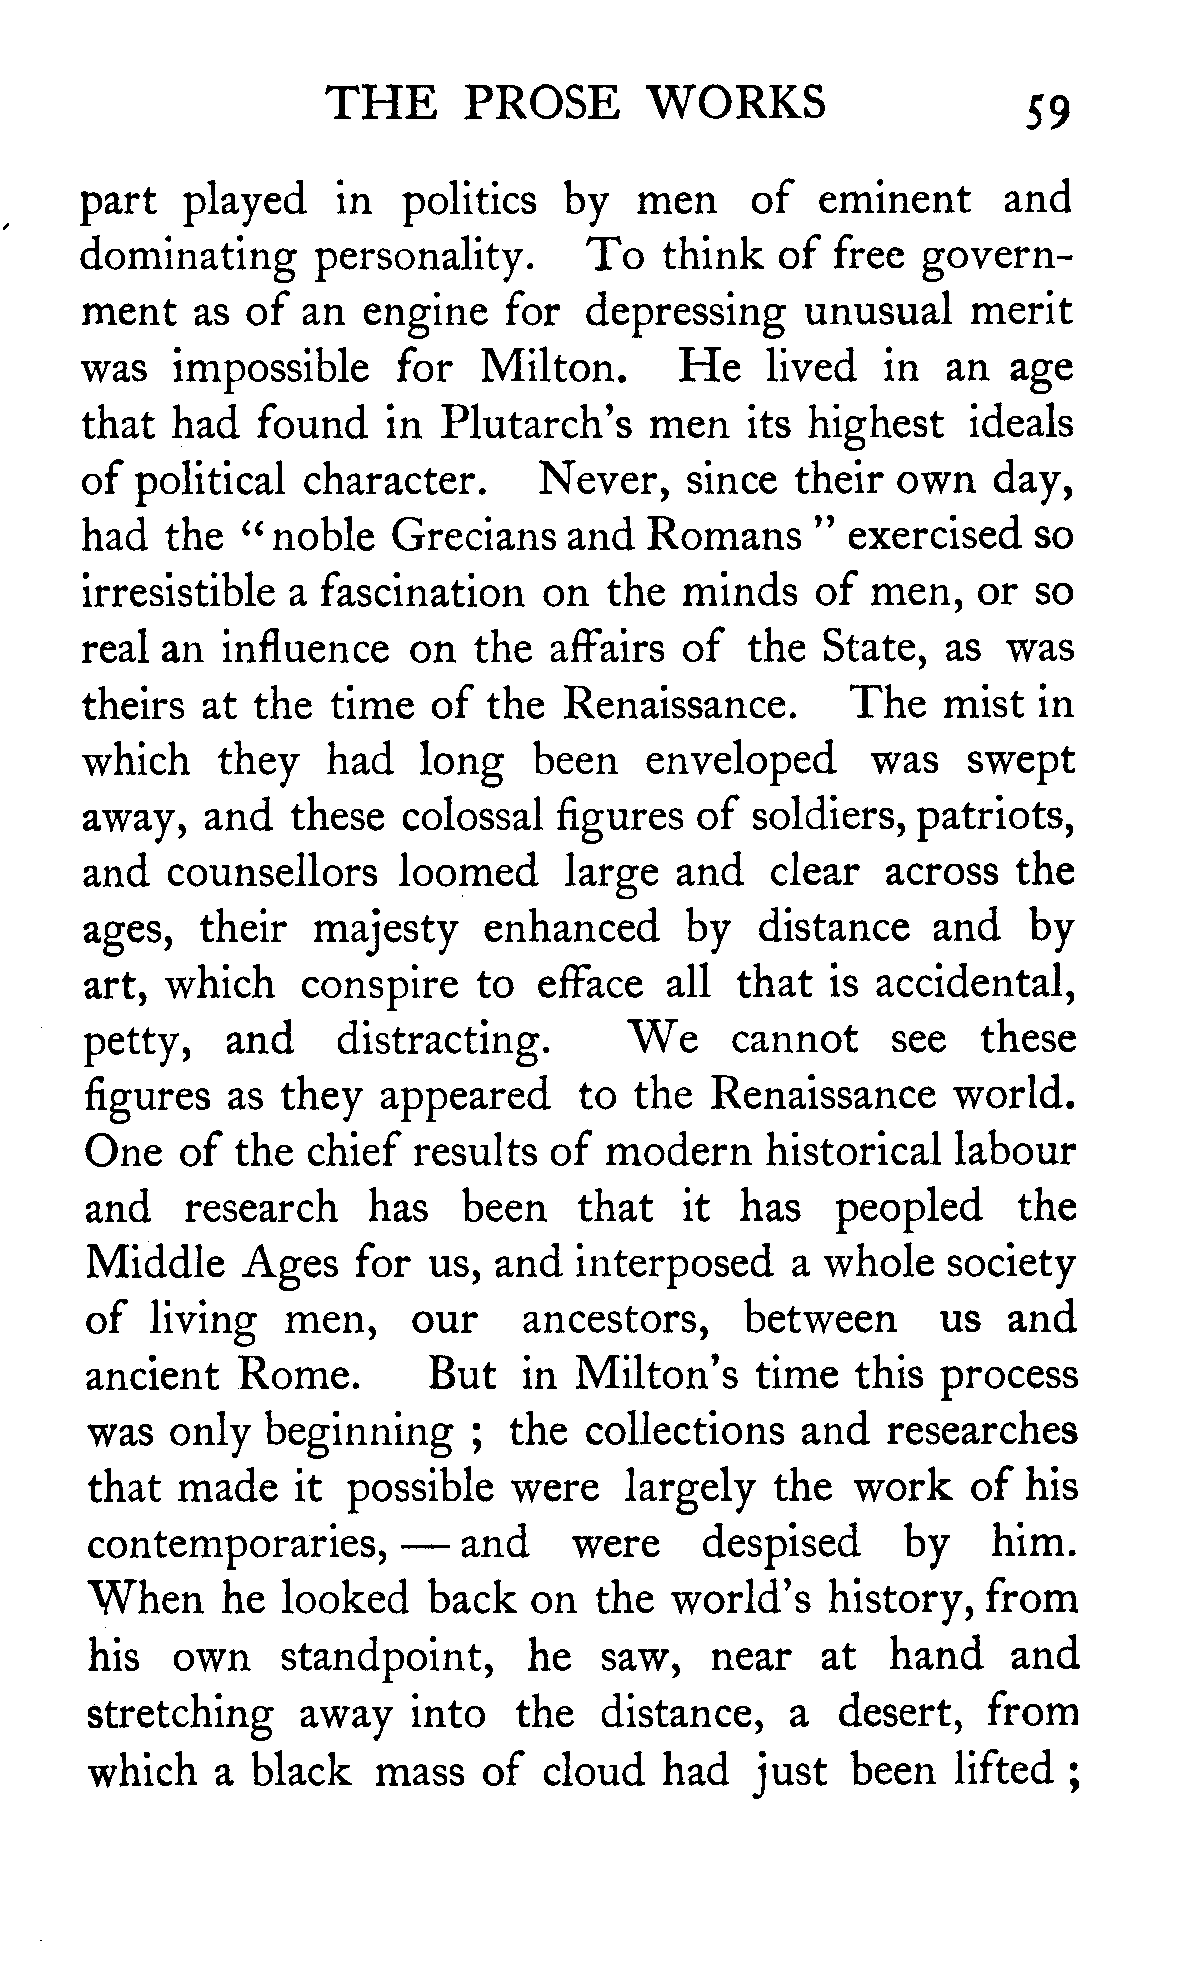 THE PROSE WORKS 59
part played in politics by men of eminent and
dominating personality. To think of free govern-
ment as of an engine for depressing unusual merit
was impossible for Milton. He lived in an age
that had found in Plutarch's men its highest ideals
of political character. Never, since their own day,
had the "noble Grecians and Romans" exercised so
irresistible a fascination on the minds of men, or so
real an influence on the affairs of the State, as was
theirs at the time of the Renaissance. The mist in
which they had long been enveloped was swept
away, and these colossal figures of soldiers, patriots,
and counsellors loomed large and clear across the
ages, their majesty enhanced by distance and by
art, which conspire to efface all that is accidental,
petty, and distracting. We cannot see these
figures as they appeared to the Renaissance world.
One of the chief results of modern historical labour
and research has been that it has peopled the
Middle Ages for us, and interposed a whole society
of living men, our ancestors, between us and
ancient Rome. But in Milton's time this process
was only beginning ; the collections and researches
that made it possible were largely the work of his
contemporaries, — and were despised by him.
When he looked back on the world's history, from
his own standpoint, he saw, near at hand and
stretching away into the distance, a desert, from
which a black mass of cloud had just been lifted ;